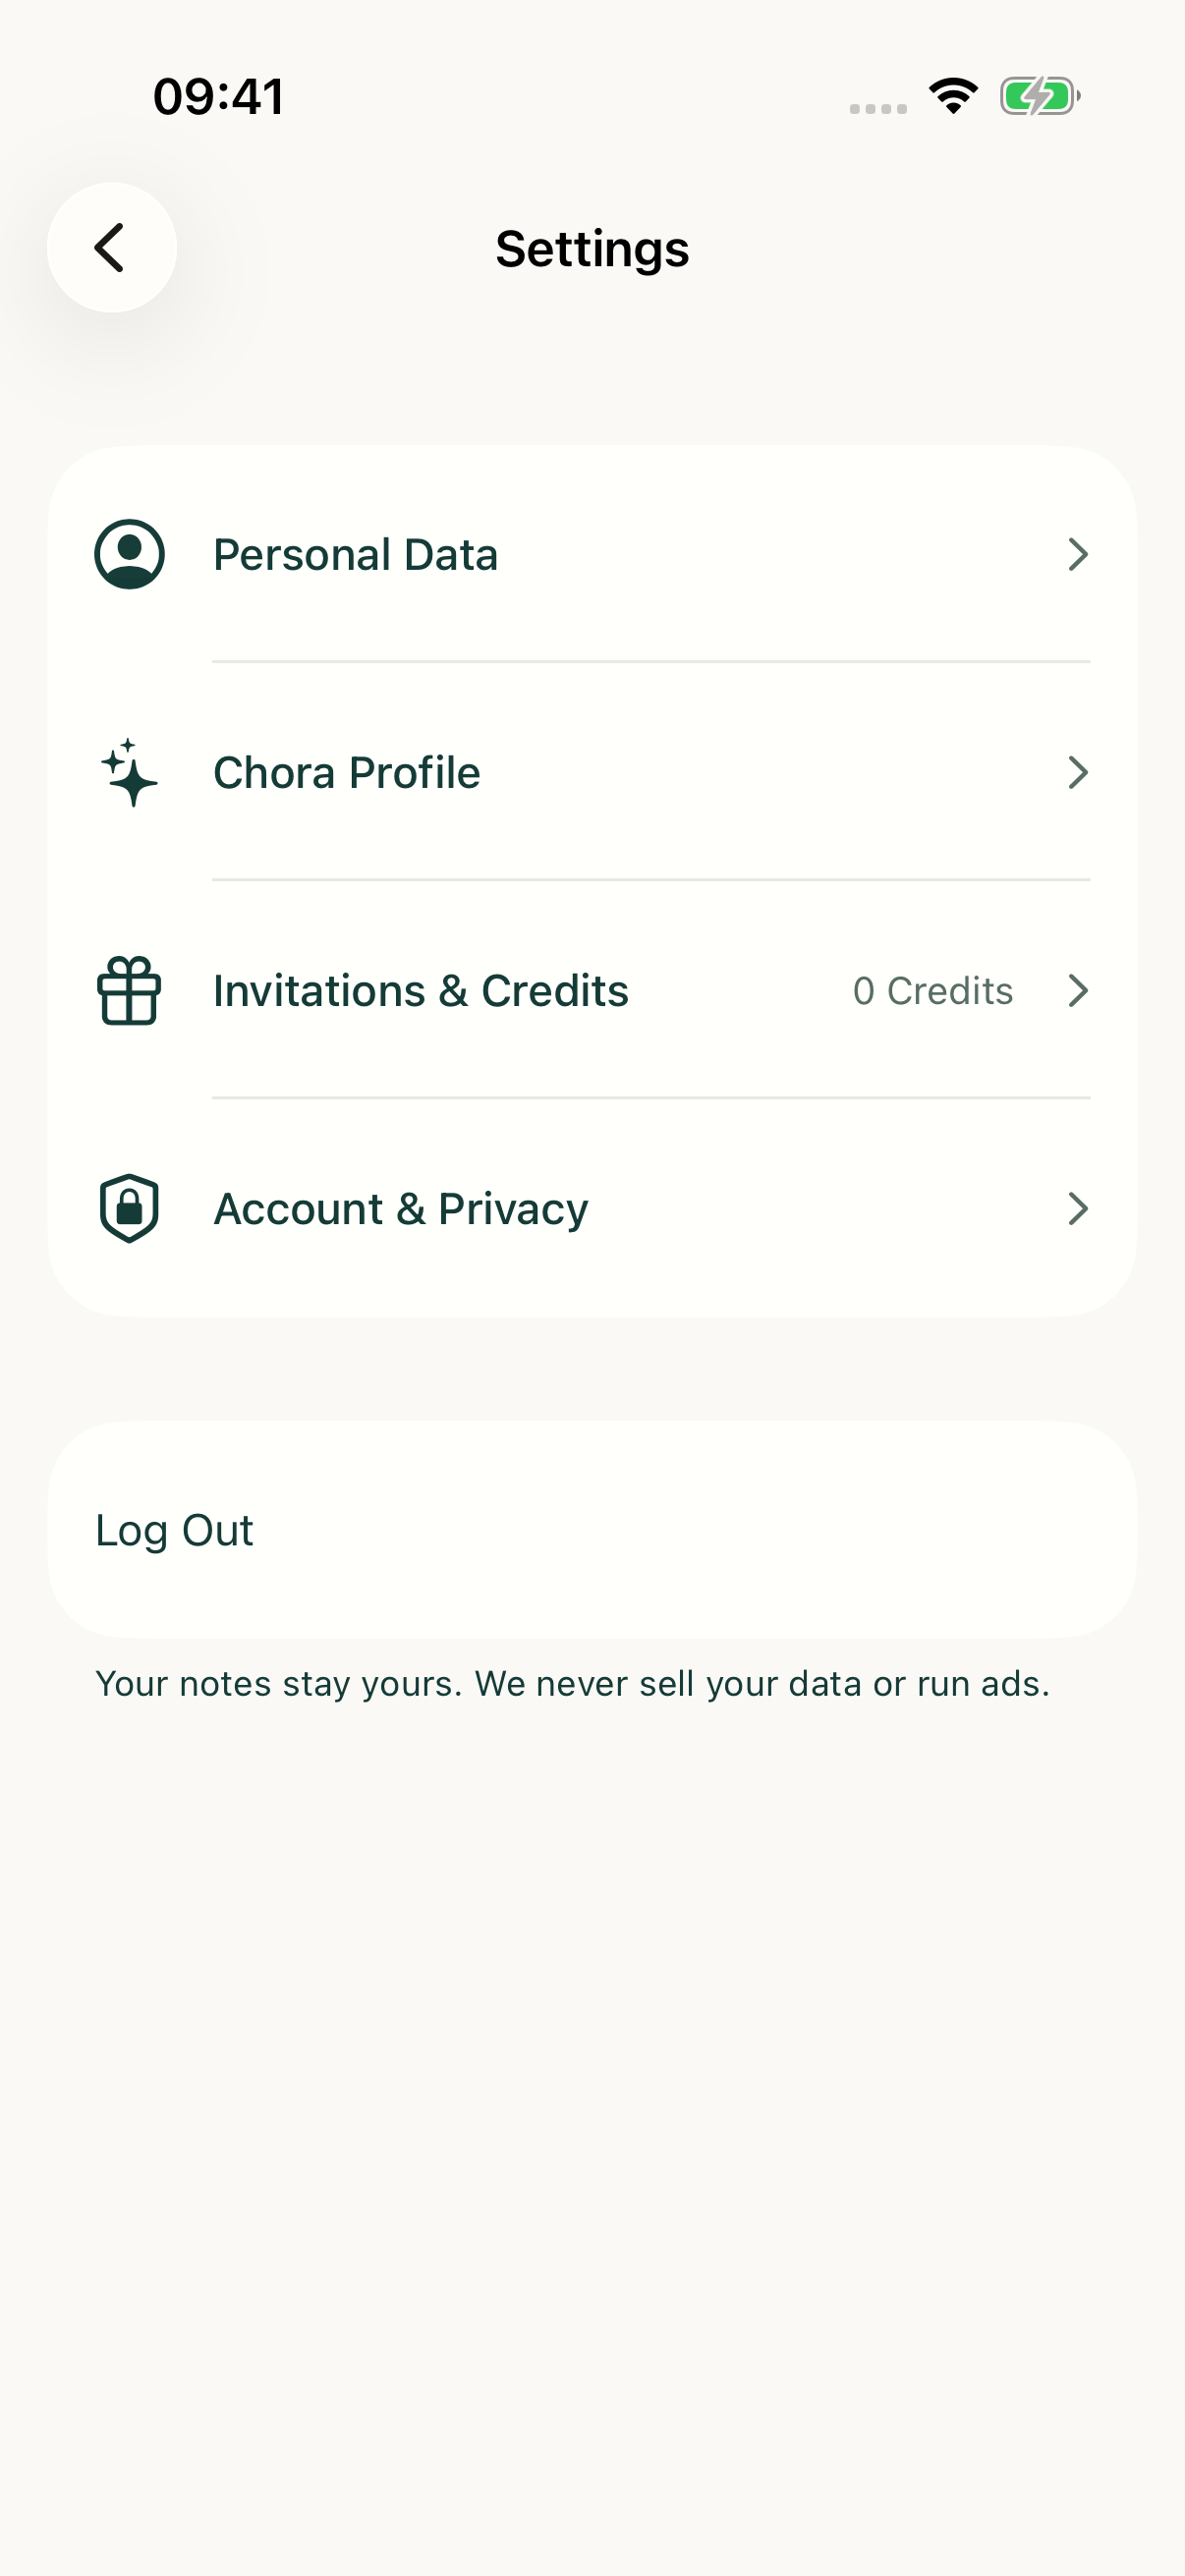 09:41
Settings
Personal Data
Chora Profile
Invitations & Credits 0 Credits
Account & Privacy
Log Out
Your notes stay yours. We never sell your data or run ads.